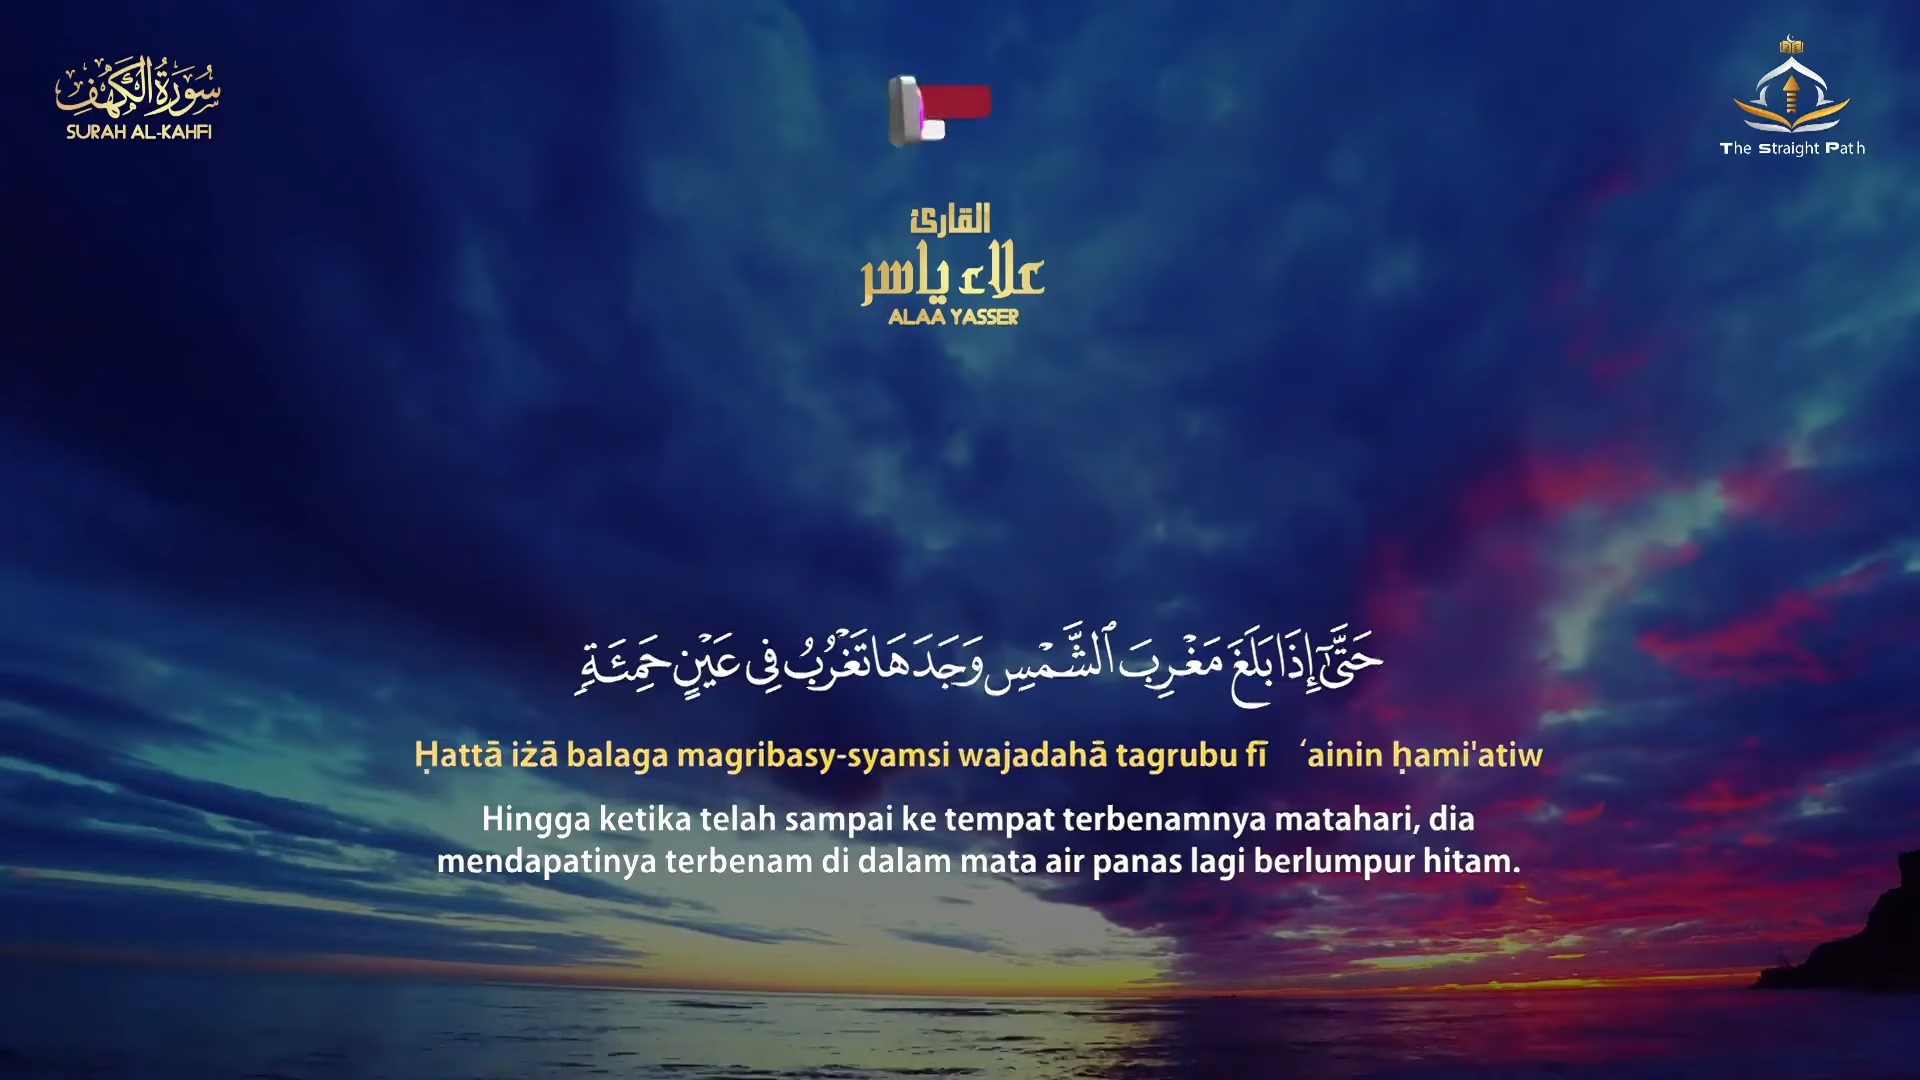 سُورَةُ الْكَهْفِ
SURAH AL-KAHFI
The Straight Path
القارئ
علاء ياسر
ALAA YASSER
حَتَّىٰٓ إِذَا بَلَغَ مَغْرِبَ ٱلشَّمْسِ وَجَدَهَا تَغْرُبُ فِى عَيْنٍ حَمِئَةٍ
Ḥattā iżā balaga magribasy-syamsi wajadahā tagrubu fī ‘ainin ḥami'atiw
Hingga ketika telah sampai ke tempat terbenamnya matahari, dia
mendapatinya terbenam di dalam mata air panas lagi berlumpur hitam.